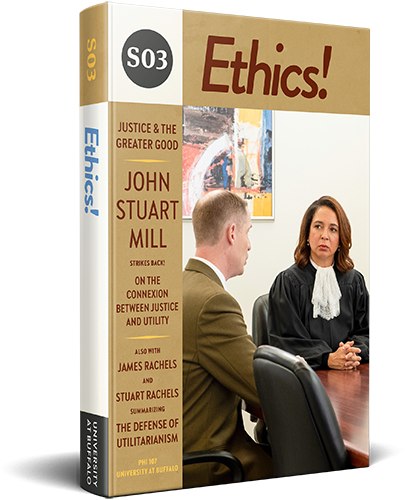 S03
Ethics!
UNIVERSITY
AT BUFFALO
S03
Ethics!
JUSTICE & THE
GREATER GOOD
JOHN
STUART
MILL
STRIKES BACK!
ON THE
CONNEXION
BETWEEN JUSTICE
AND UTILITY
ALSO WITH
JAMES RACHELS
AND
STUART RACHELS
SUMMARIZING
THE DEFENSE OF
UTILITARIANISM
PHI 107
UNIVERSITY AT BUFFALO